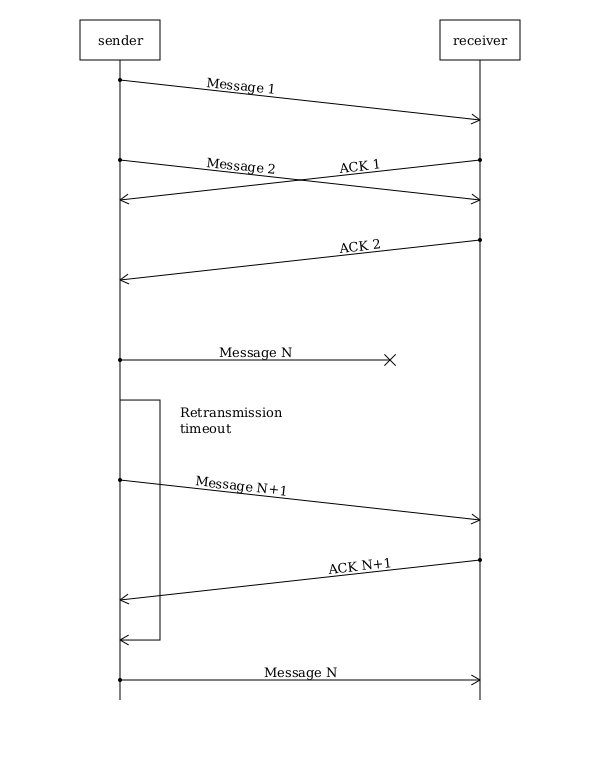 sender
receiver
Message 1
Message 2
ACK 1
ACK 2
Message N
Retransmission
timeout
Message N+1
ACK N+1
Message N